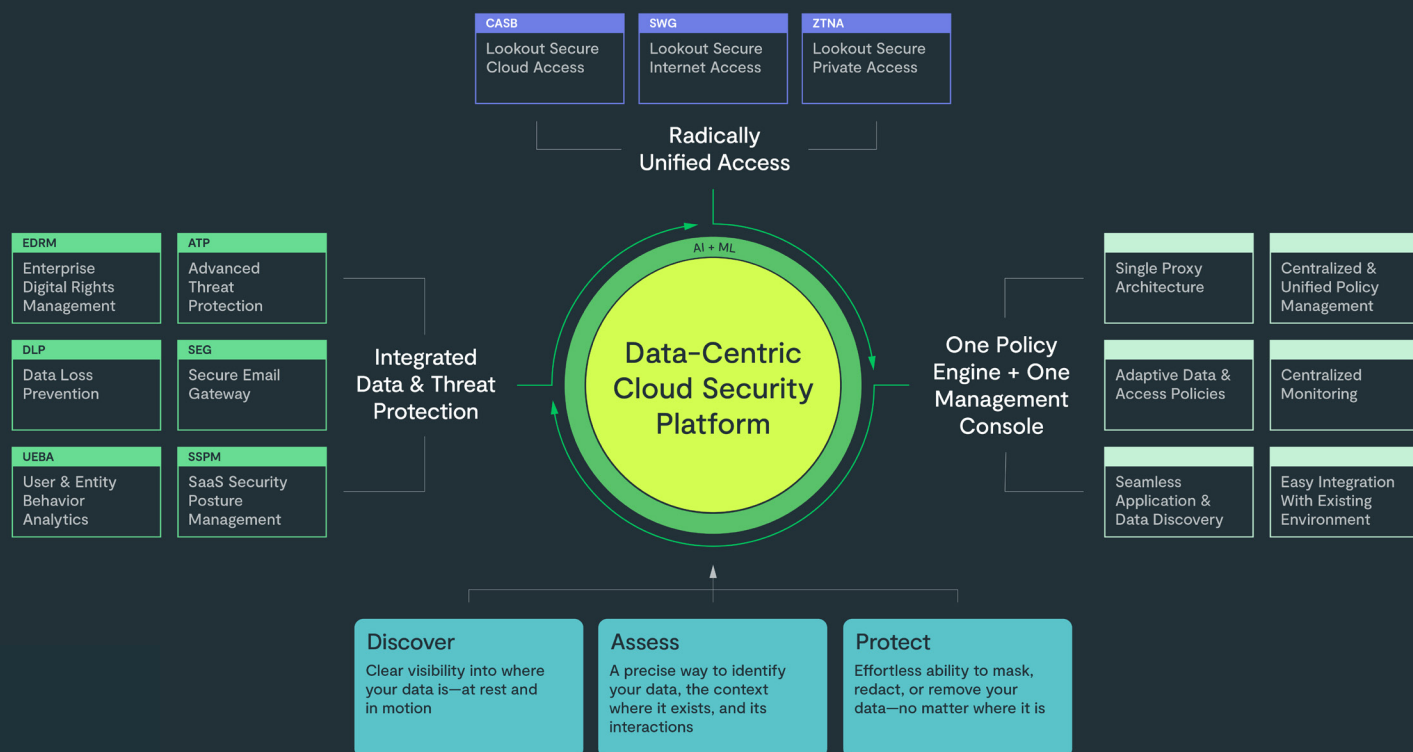 CASB
Lookout Secure
Cloud Access
SWG
Lookout Secure
Internet Access
ZTNA
Lookout Secure
Private Access
Radically
Unified Access
EDRM
Enterprise
Digital Rights
Management
ATP
Advanced
Threat
Protection
DLP
Data Loss
Prevention
SEG
Secure Email
Gateway
UEBA
User & Entity
Behavior
Analytics
SSPM
SaaS Security
Posture
Management
Integrated
Data & Threat
Protection
AI + ML
Data-Centric
Cloud Security
Platform
One Policy
Engine + One
Management
Console
Single Proxy
Architecture
Centralized &
Unified Policy
Management
Adaptive Data &
Access Policies
Centralized
Monitoring
Seamless
Application &
Data Discovery
Easy Integration
With Existing
Environment
Discover
Clear visibility into where
your data is—at rest and
in motion
Assess
A precise way to identify
your data, the context
where it exists, and its
interactions
Protect
Effortless ability to mask,
redact, or remove your
data—no matter where it is